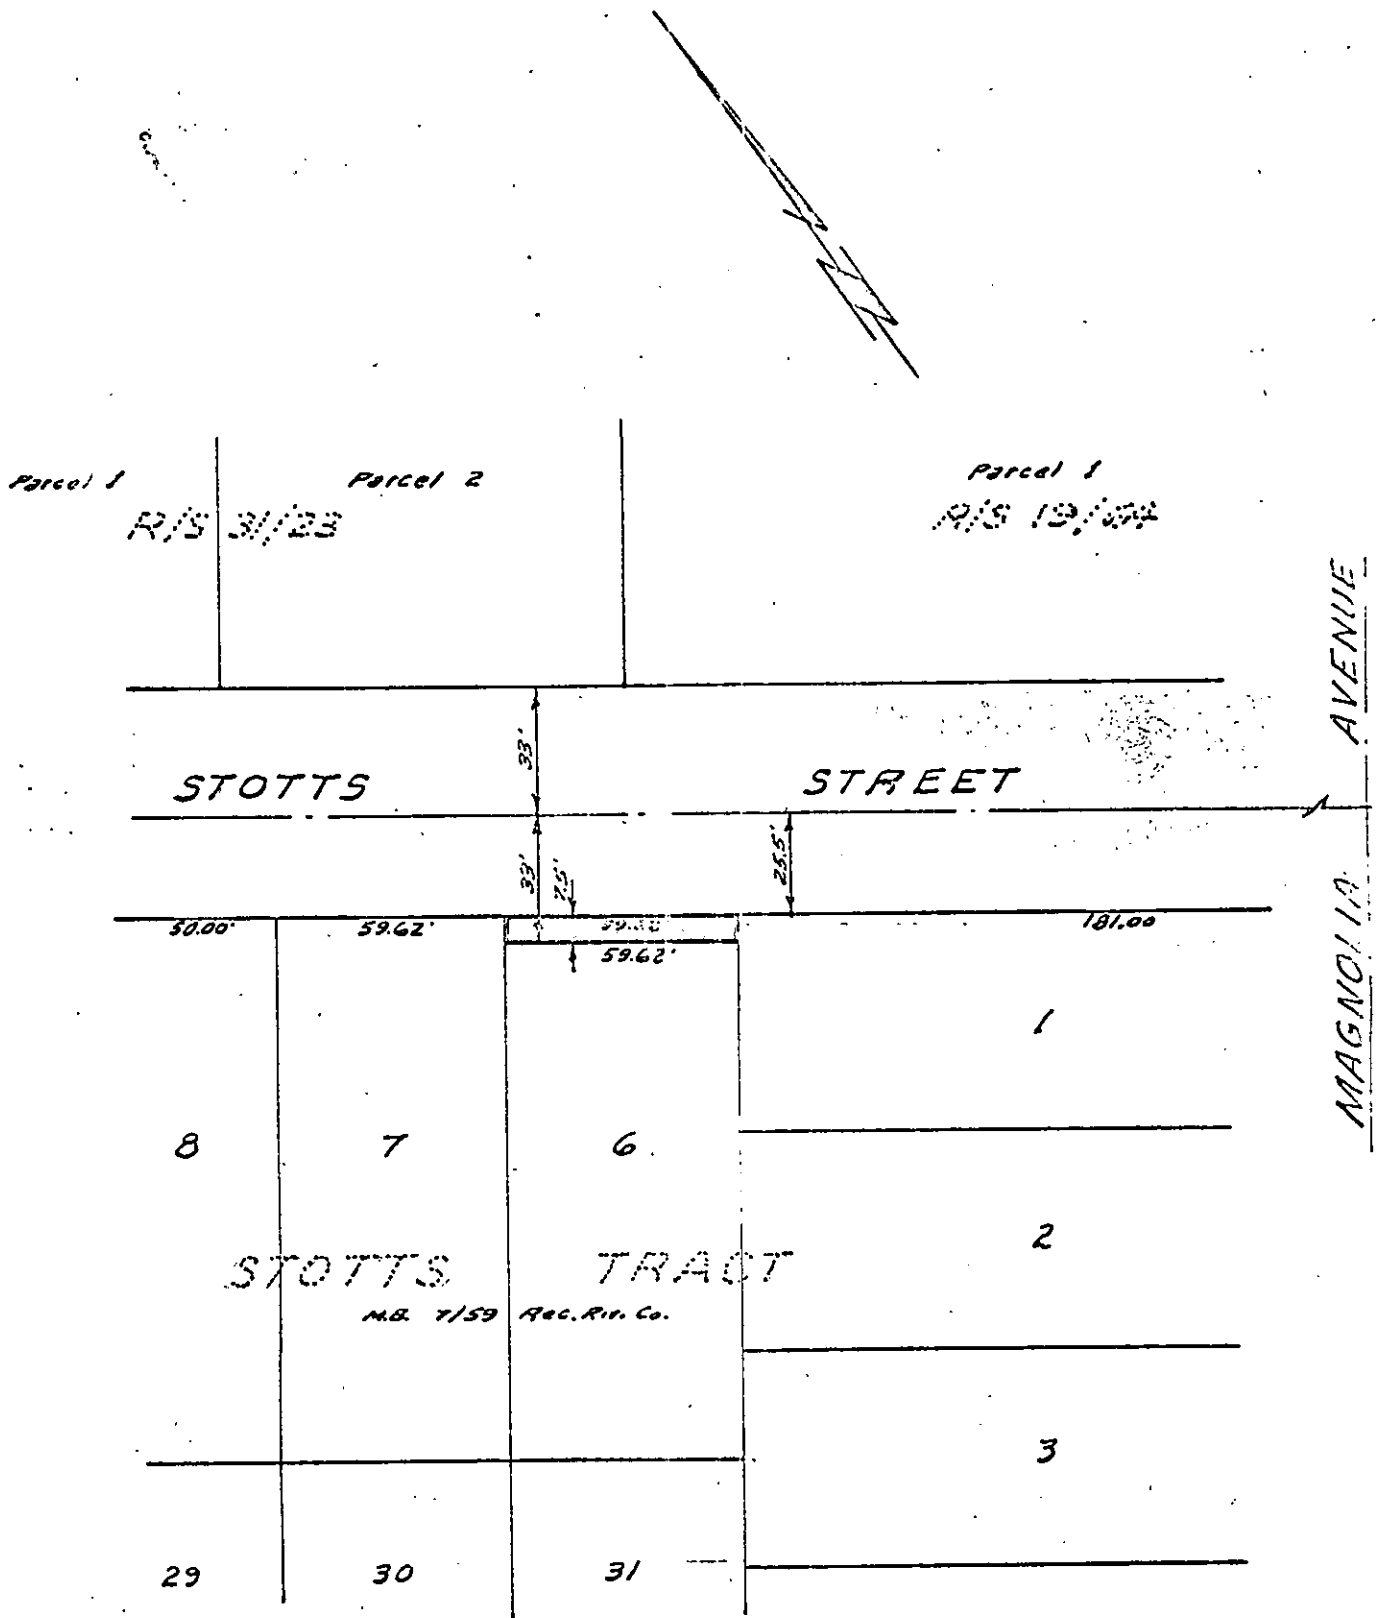 N
Parcel 1
Parcel 2
Parcel 1
R/S 31/23
R/S 19/
AVENUE
MAGNOLIA
33'
STOTTS STREET
33'
7.5'
25.5'
50.00'
59.62'
181.00
59.62'
1
8
7
6
2
STOTTS TRACT
M.B. 7/59 Rec. Riv. Co.
3
29
30
31